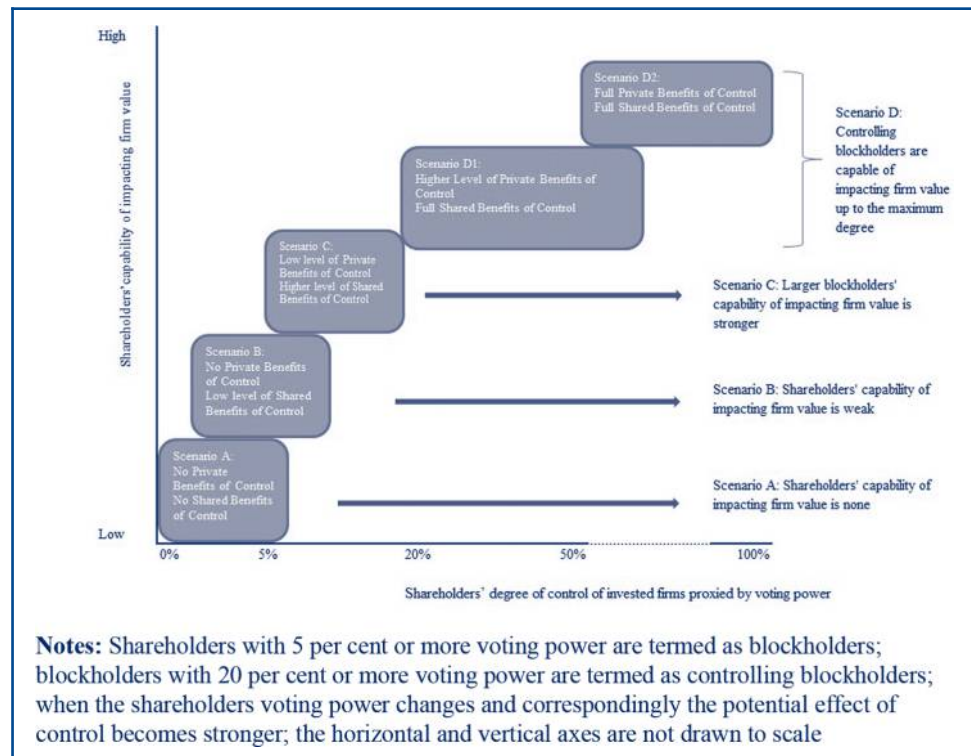 High
Shareholders' capability of impacting firm value
Low
Scenario D2:
Full Private Benefits of Control
Full Shared Benefits of Control
Scenario D1:
Higher Level of Private Benefits of
Control
Full Shared Benefits of Control
Scenario C:
Low level of Private
Benefits of Control
Higher level of Shared
Benefits of Control
Scenario B:
No Private Benefits
of Control
Low level of Shared
Benefits of Control
Scenario A:
No Private
Benefits of Control
No Shared Benefits
of Control
Scenario D:
Controlling
blockholders are
capable of
impacting firm value
up to the maximum
degree
Scenario C: Larger blockholders'
capability of impacting firm value is
stronger
Scenario B: Shareholders' capability of
impacting firm value is weak
Scenario A: Shareholders' capability of
impacting firm value is none
0% 5% 20% 50% 100%
Shareholders' degree of control of invested firms proxied by voting power
Notes: Shareholders with 5 per cent or more voting power are termed as blockholders;
blockholders with 20 per cent or more voting power are termed as controlling blockholders;
when the shareholders voting power changes and correspondingly the potential effect of
control becomes stronger; the horizontal and vertical axes are not drawn to scale